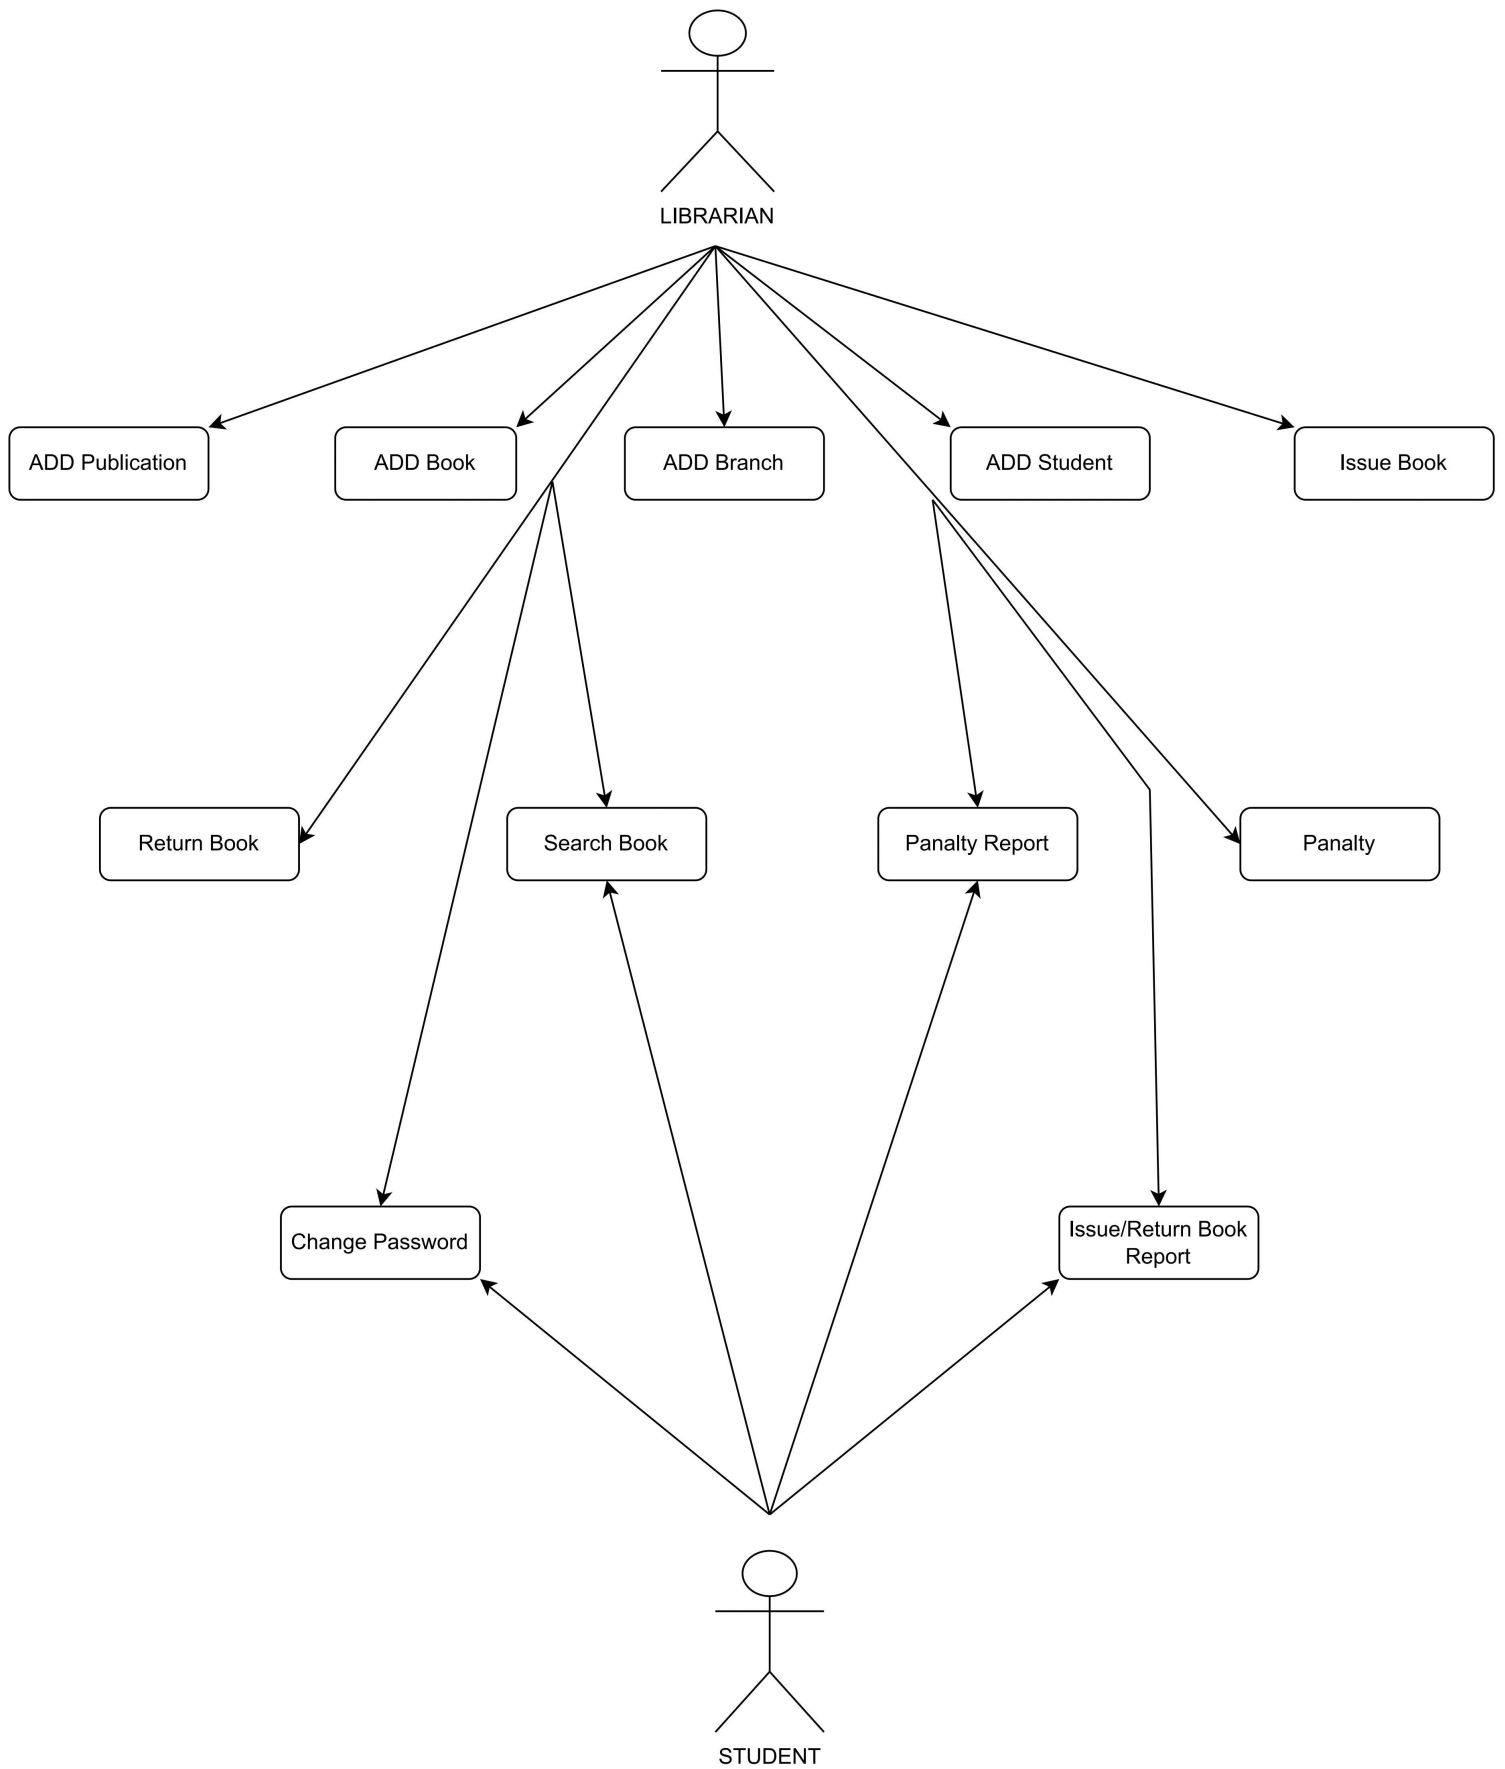 LIBRARIAN
ADD Publication
ADD Book
ADD Branch
ADD Student
Issue Book
Return Book
Search Book
Panalty Report
Panalty
Change Password
Issue/Return Book
Report
STUDENT